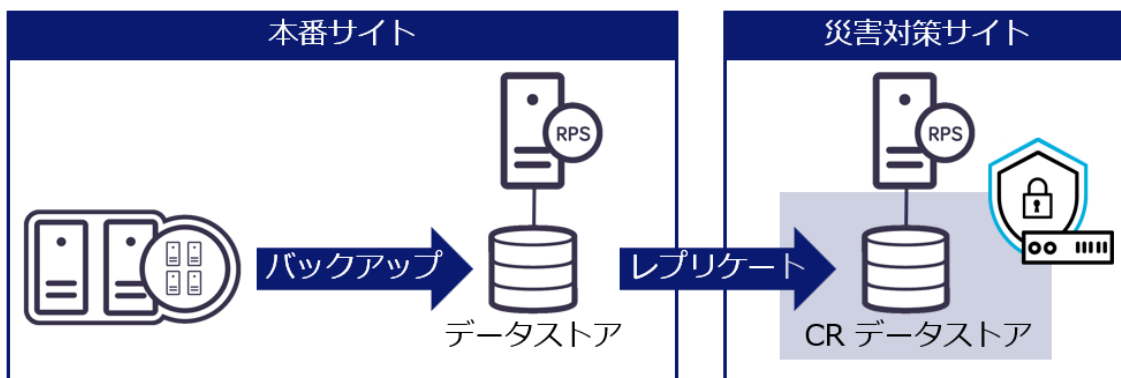 本番サイト
災害対策サイト
RPS
RPS
バックアップ
レプリケート
データストア
CR データストア